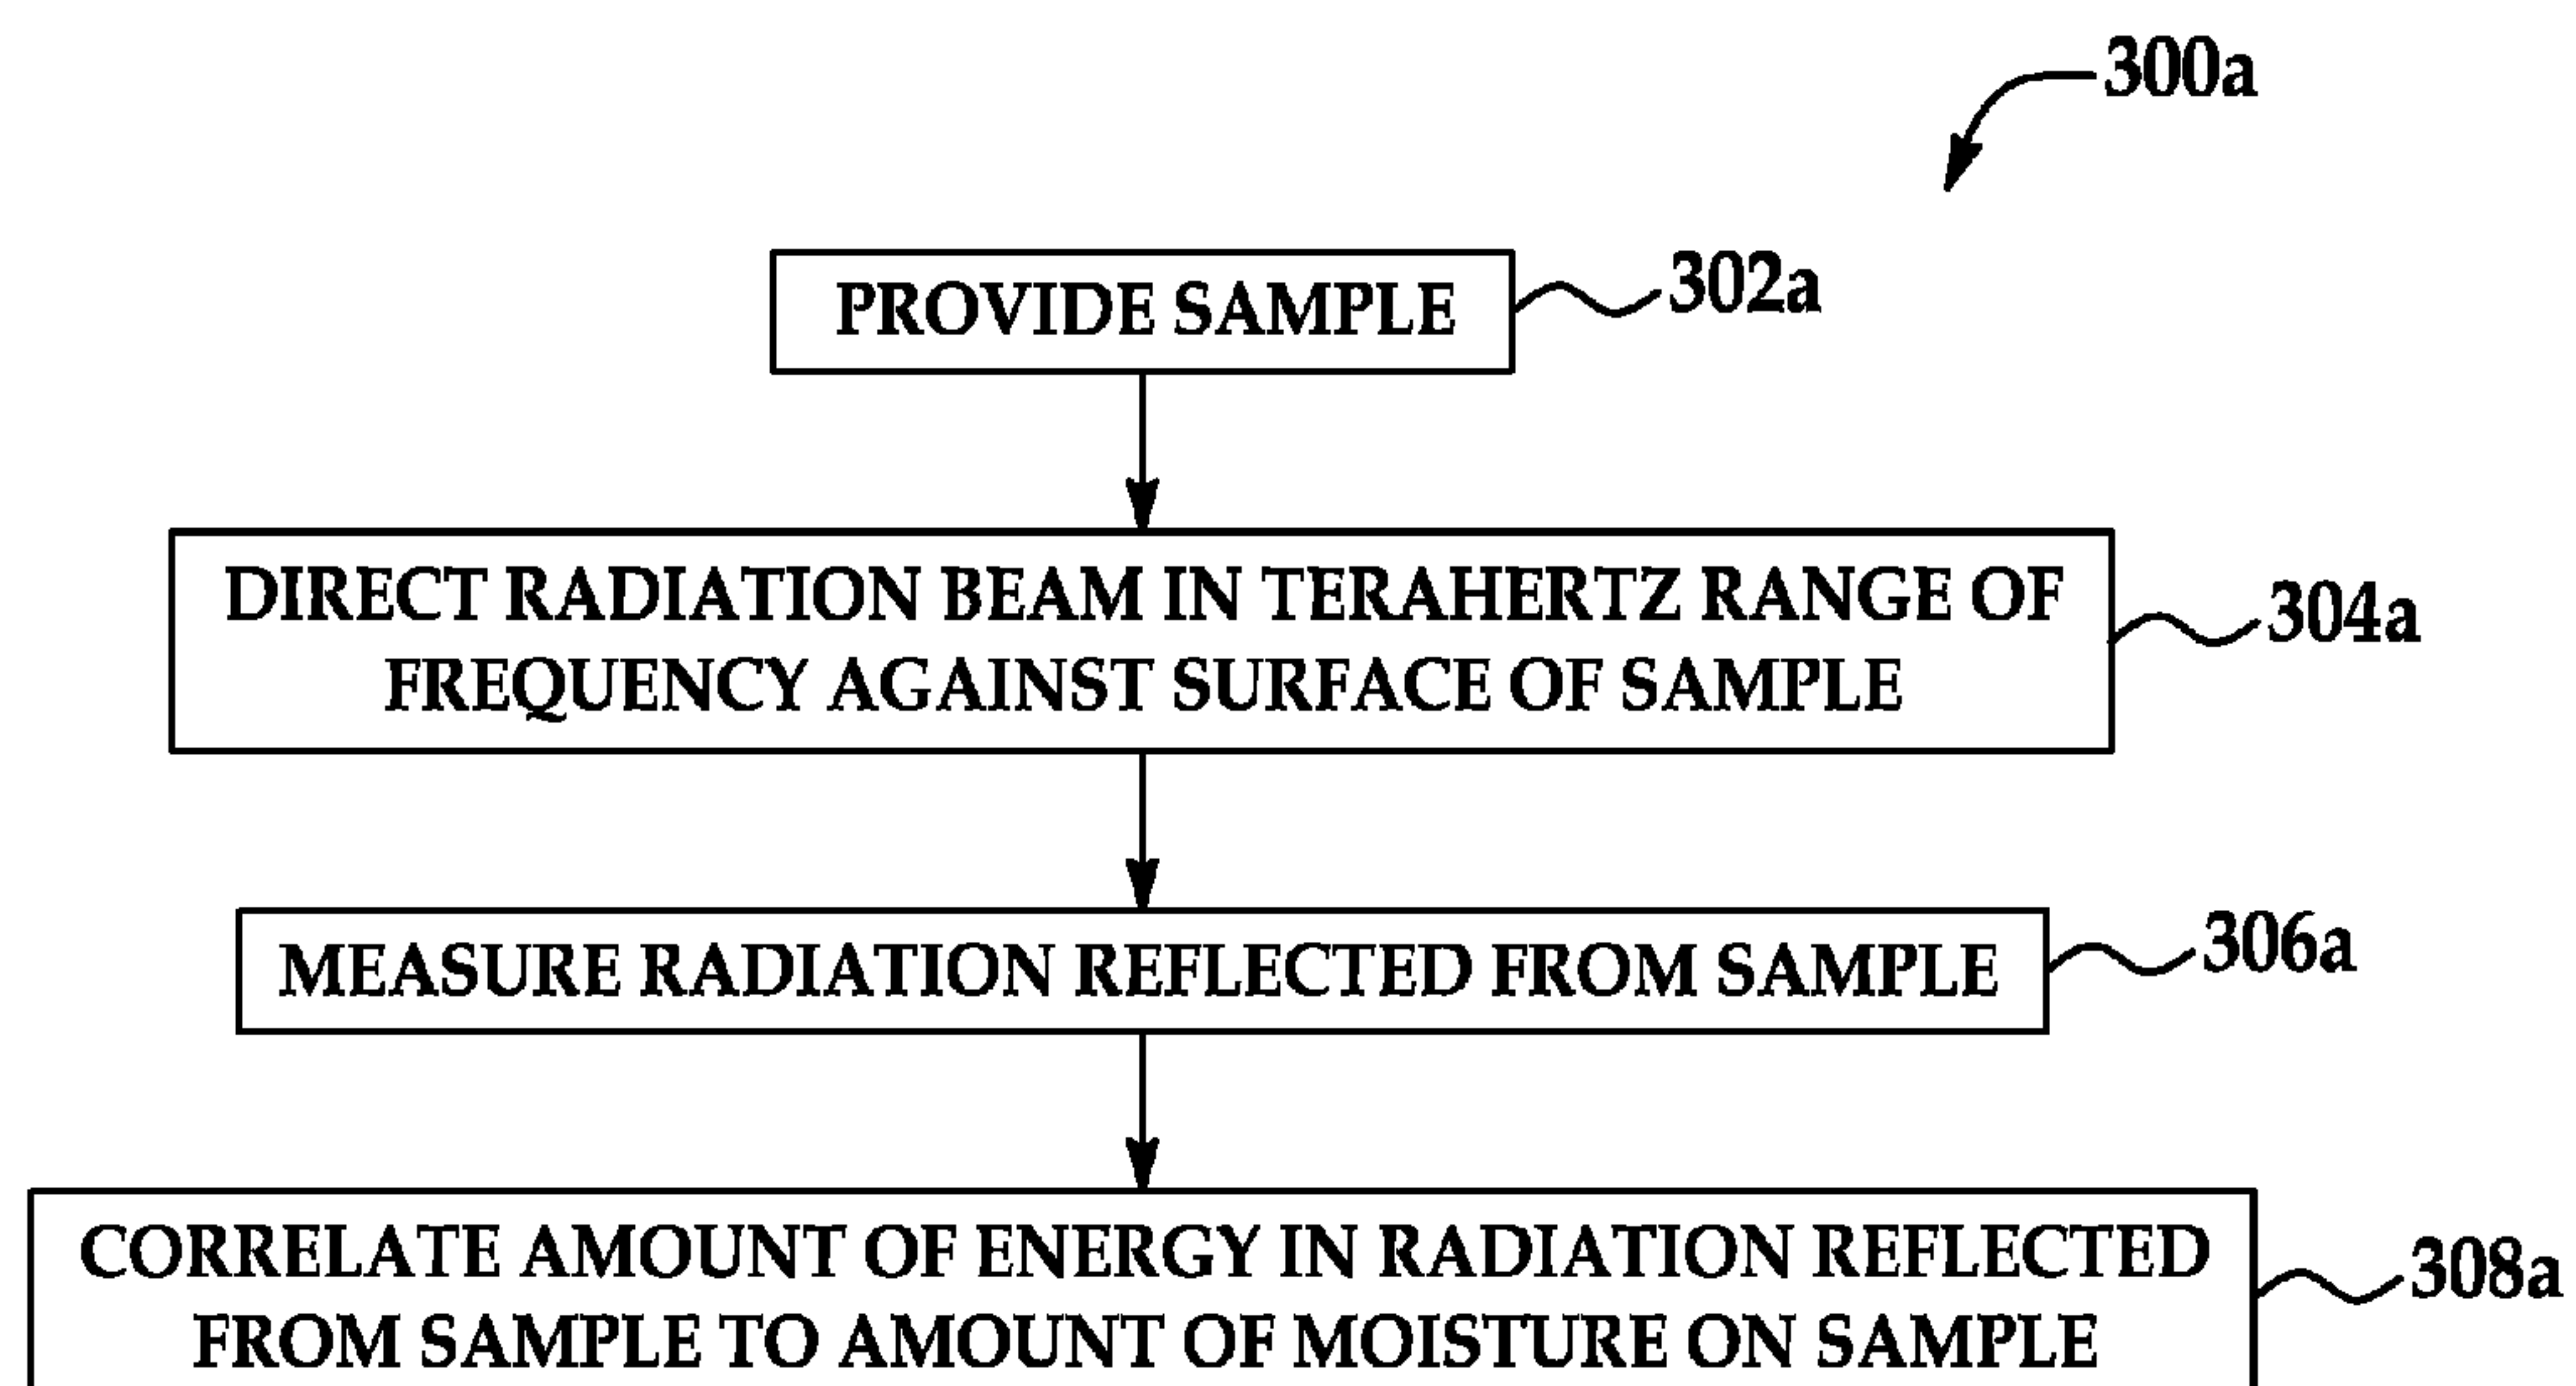 300a
PROVIDE SAMPLE
302a
DIRECT RADIATION BEAM IN TERAHERTZ RANGE OF
FREQUENCY AGAINST SURFACE OF SAMPLE
304a
MEASURE RADIATION REFLECTED FROM SAMPLE
306a
CORRELATE AMOUNT OF ENERGY IN RADIATION REFLECTED
FROM SAMPLE TO AMOUNT OF MOISTURE ON SAMPLE
308a